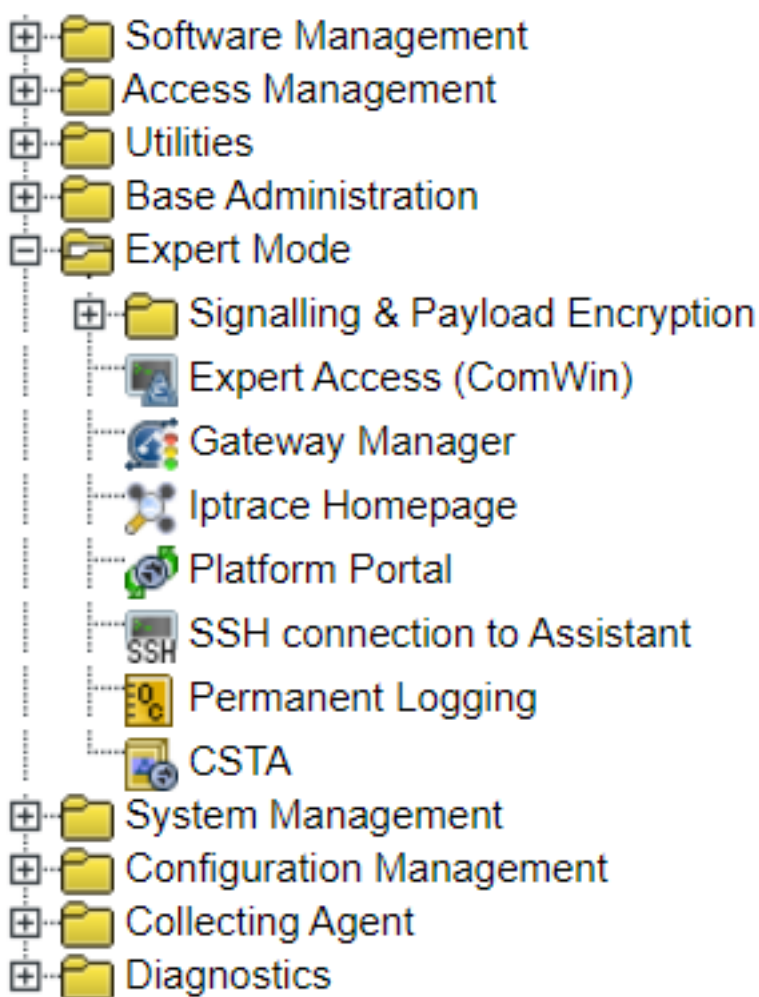 Software Management
Access Management
Utilities
Base Administration
Expert Mode
Signalling & Payload Encryption
Expert Access (ComWin)
Gateway Manager
Iptrace Homepage
Platform Portal
SSH connection to Assistant
SSH
Permanent Logging
CSTA
System Management
Configuration Management
Collecting Agent
Diagnostics